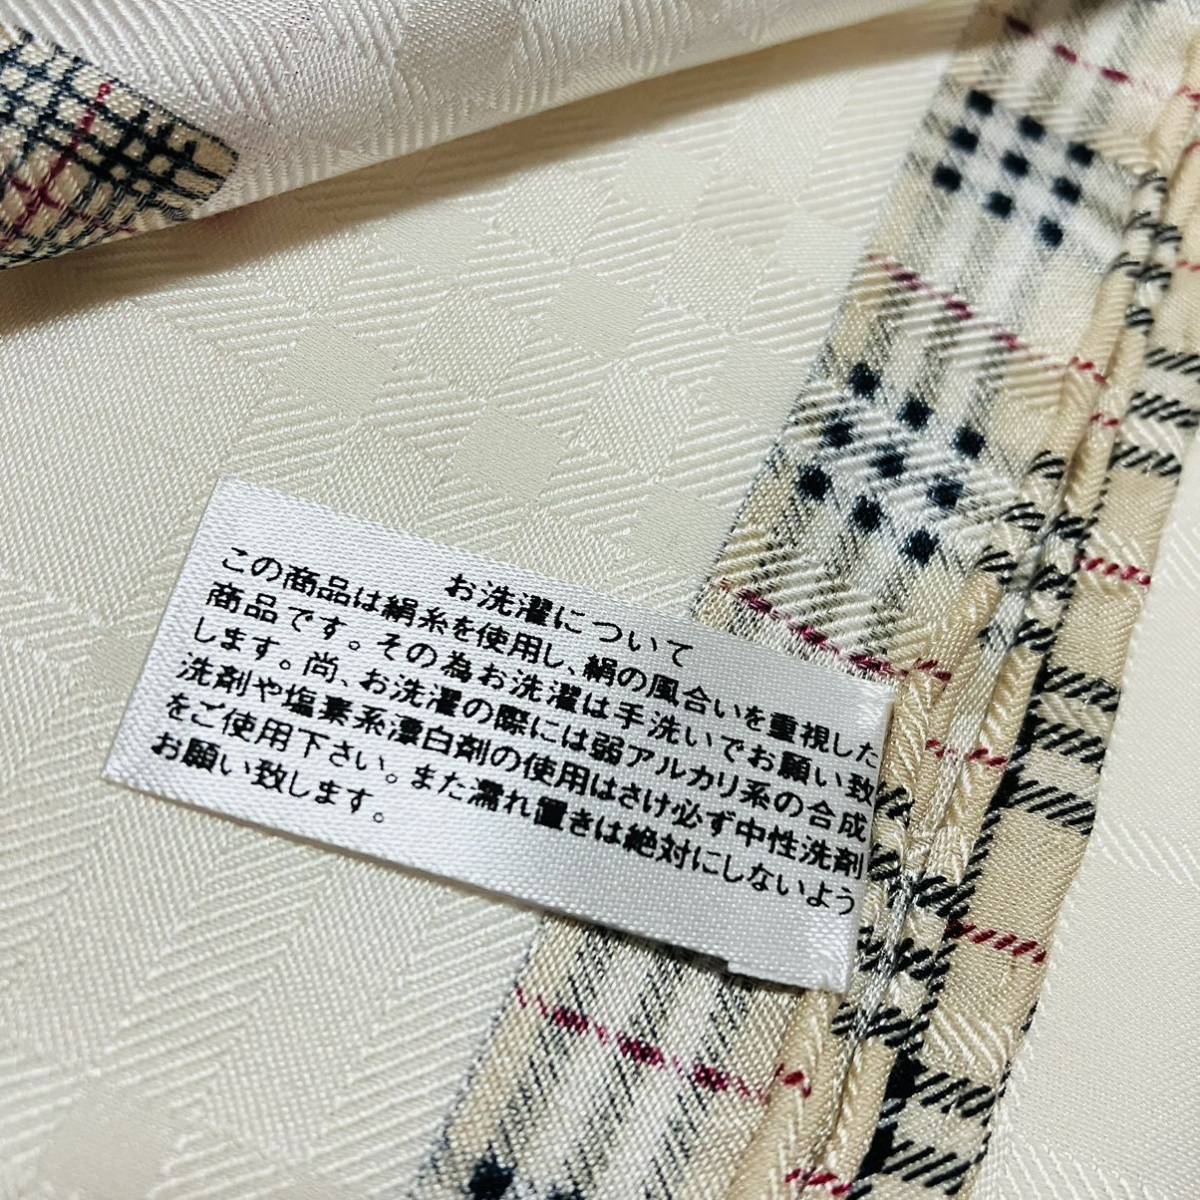 お洗濯について
この商品は絹糸を使用し、絹の風合いを重視した
商品です。その為お洗濯は手洗いでお願い致
します。尚、お洗濯の際には弱アルカリ系の合成
洗剤や塩素系漂白剤の使用はさけ必ず中性洗剤
をご使用下さい。また濡れ置きは絶対にしないよう
お願い致します。